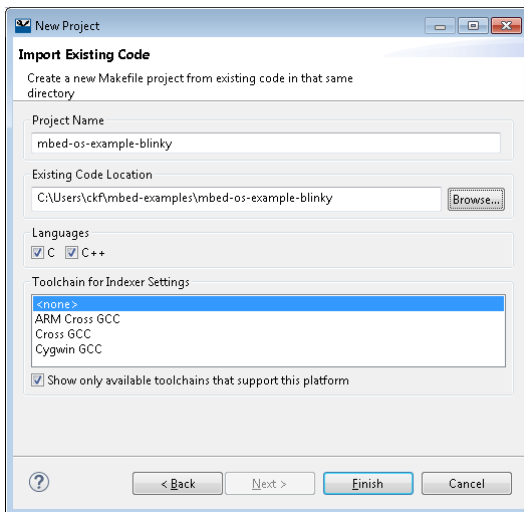 New Project
Import Existing Code
Create a new Makefile project from existing code in that same
directory
Project Name
mbed-os-example-blinky
Existing Code Location
C:\Users\ckf\mbed-examples\mbed-os-example-blinky
Browse...
Languages
C C++
Toolchain for Indexer Settings
<none>
ARM Cross GCC
Cross GCC
Cygwin GCC
Show only available toolchains that support this platform
? < Back Next > Finish Cancel